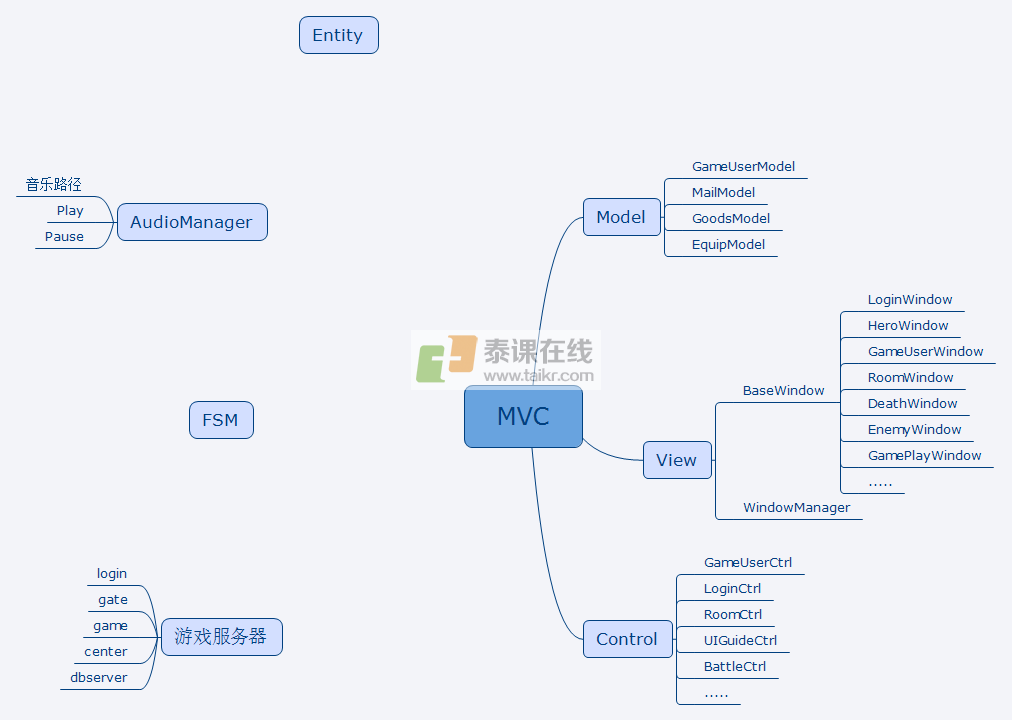 Entity
音乐路径
Play
Pause
AudioManager
FSM
login
gate
game
center
dbserver
游戏服务器
泰课在线
www.taikr.com
MVC
Model
GameUserModel
MailModel
GoodsModel
EquipModel
View
BaseWindow
LoginWindow
HeroWindow
GameUserWindow
RoomWindow
DeathWindow
EnemyWindow
GamePlayWindow
.....
WindowManager
Control
GameUserCtrl
LoginCtrl
RoomCtrl
UIGuideCtrl
BattleCtrl
.....